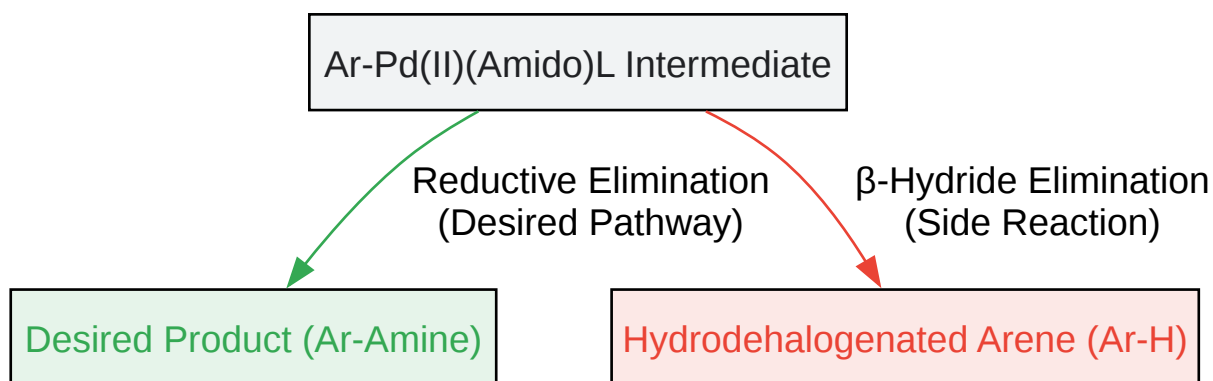 Ar-Pd(II)(Amido)L Intermediate
Reductive Elimination
(Desired Pathway)
β-Hydride Elimination
(Side Reaction)
Desired Product (Ar-Amine)
Hydrodehalogenated Arene (Ar-H)